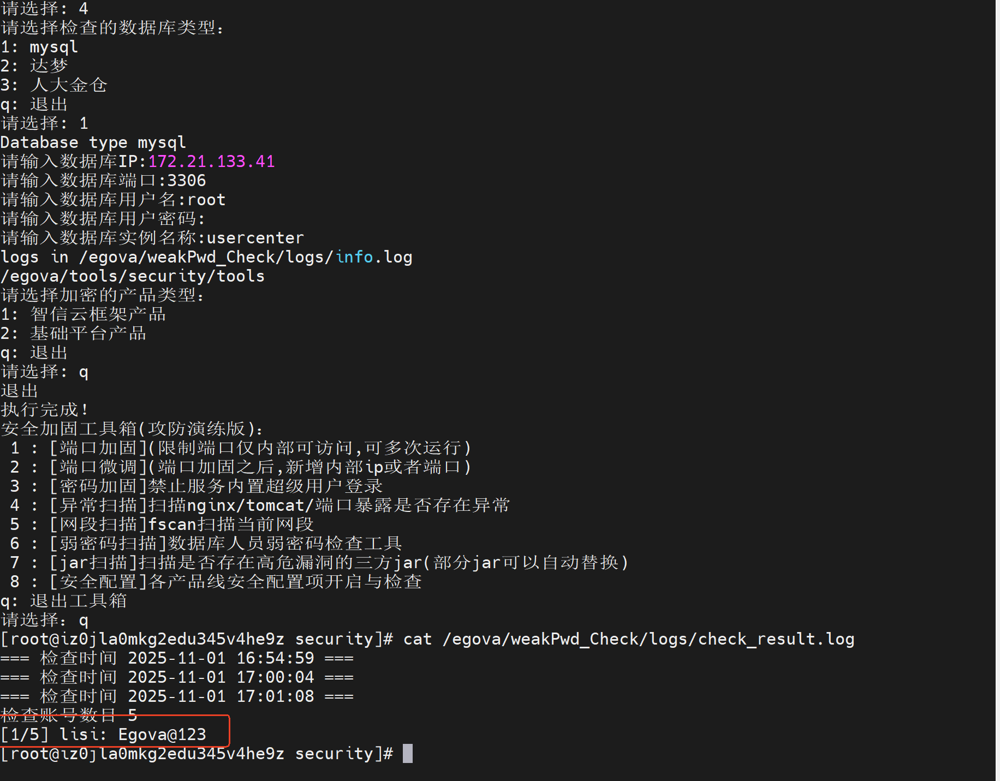 请选择: 4
请选择检查的数据库类型:
1: mysql
2: 达梦
3: 人大金仓
q: 退出
请选择: 1
Database type mysql
请输入数据库IP:172.21.133.41
请输入数据库端口:3306
请输入数据库用户名:root
请输入数据库用户密码:
请输入数据库实例名称:usercenter
logs in /egova/weakPwd_Check/logs/info.log
/egova/tools/security/tools
请选择加密的产品类型:
1: 智信云框架产品
2: 基础平台产品
q: 退出
请选择: q
退出
执行完成!
安全加固工具箱(攻防演练版):
 1 : [端口加固](限制端口仅内部可访问,可多次运行)
 2 : [端口微调](端口加固之后,新增内部ip或者端口)
 3 : [密码加固]禁止服务内置超级用户登录
 4 : [异常扫描]扫描nginx/tomcat/端口暴露是否存在异常
 5 : [网段扫描]fscan扫描当前网段
 6 : [弱密码扫描]数据库人员弱密码检查工具
 7 : [jar扫描]扫描是否存在高危漏洞的三方jar(部分jar可以自动替换)
 8 : [安全配置]各产品线安全配置项开启与检查
q: 退出工具箱
请选择: q
[root@iz0jla0mkg2edu345v4he9z security]# cat /egova/weakPwd_Check/logs/check_result.log
=== 检查时间 2025-11-01 16:54:59 ===
=== 检查时间 2025-11-01 17:00:04 ===
=== 检查时间 2025-11-01 17:01:08 ===
检查账号数目 5
[1/5] lisi: Egova@123
[root@iz0jla0mkg2edu345v4he9z security]#